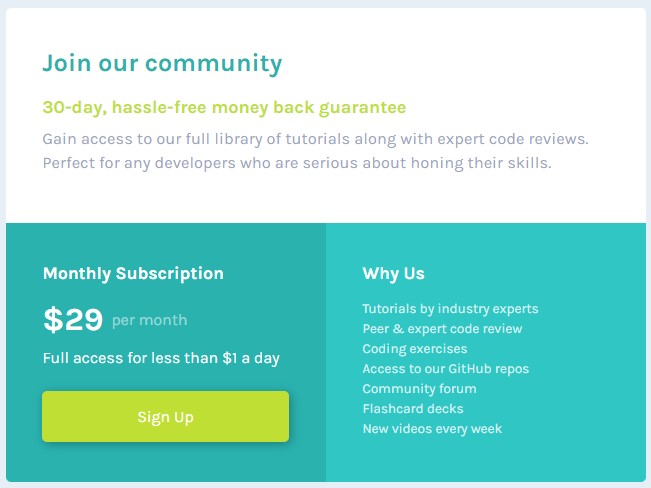 Join our community
30-day, hassle-free money back guarantee
Gain access to our full library of tutorials along with expert code reviews.
Perfect for any developers who are serious about honing their skills.
Monthly Subscription
$29 per month
Full access for less than $1 a day
Sign Up
Why Us
Tutorials by industry experts
Peer & expert code review
Coding exercises
Access to our GitHub repos
Community forum
Flashcard decks
New videos every week